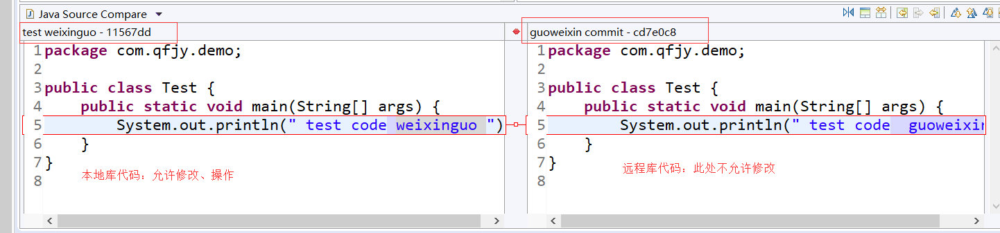 Java Source Compare
test weixinguo - 11567dd
guoweixin commit - cd7e0c8
1 package com.qfjy.demo;
2
3 public class Test {
4 public static void main(String[] args) {
5 System.out.println(" test code weixinguo ")
6 }
7 }
8
本地库代码：允许修改、操作
1 package com.qfjy.demo;
2
3 public class Test {
4 public static void main(String[] args) {
5 System.out.println(" test code guoweixin
6 }
7 }
8
远程库代码：此处不允许修改